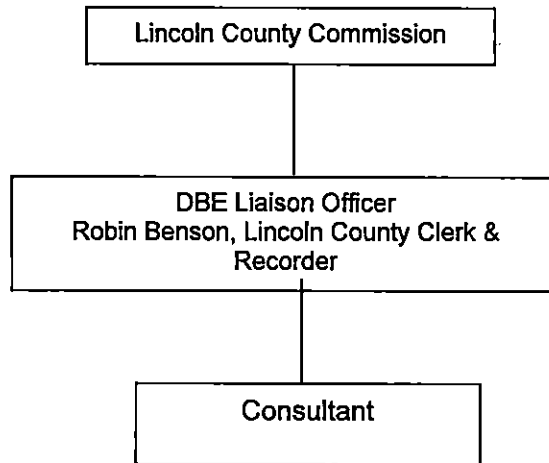 Lincoln County Commission
DBE Liaison Officer
Robin Benson, Lincoln County Clerk &
Recorder
Consultant